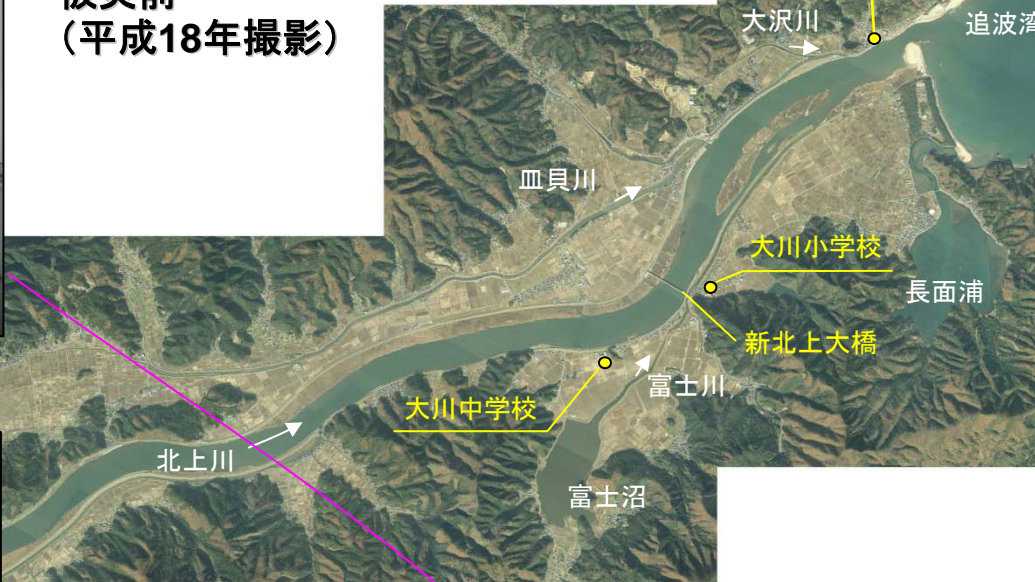 （平成18年撮影）
大沢川
追波湾
皿貝川
大川小学校
長面浦
新北上大橋
富士川
大川中学校
北上川
富士沼